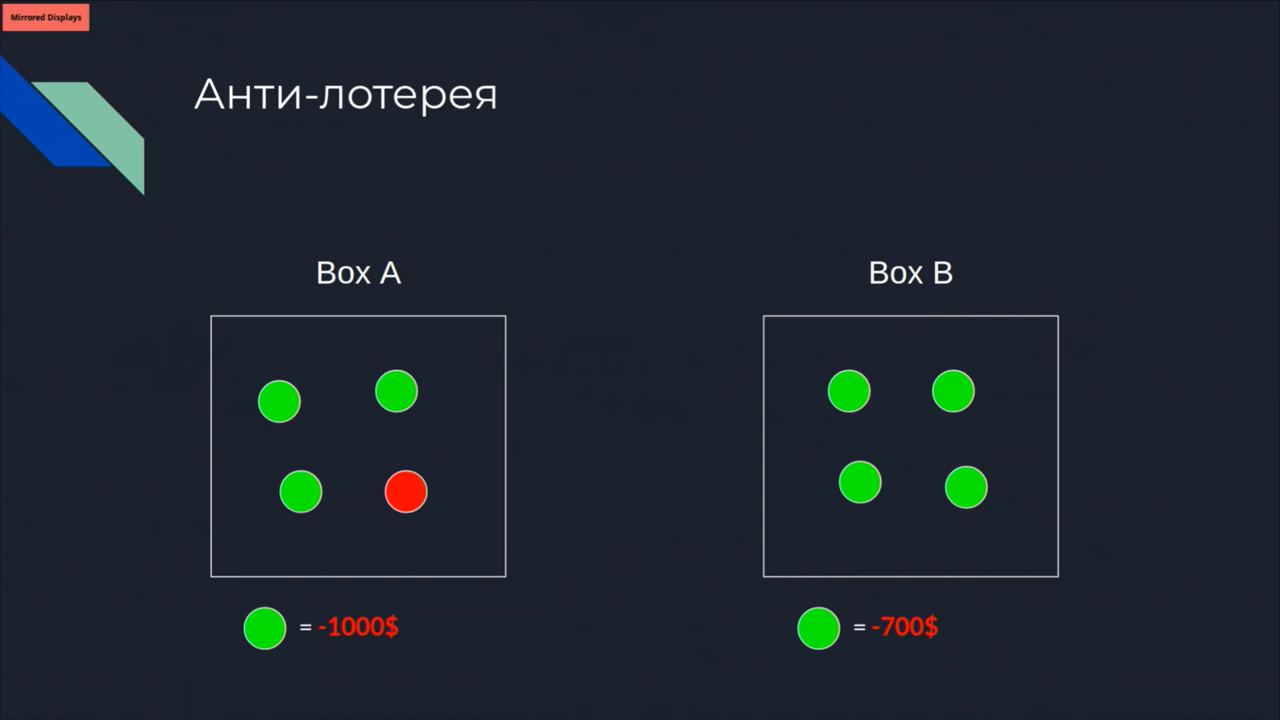 Mirrored Displays
Анти-лотерея
Box A
Box B
= -1000$
= -700$